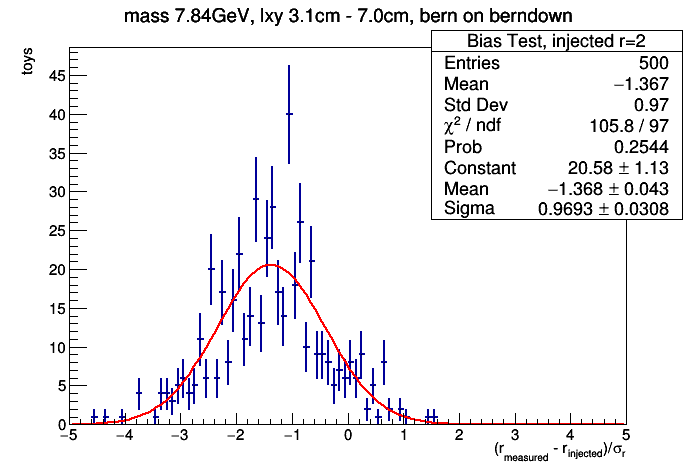 mass 7.84GeV, lxy 3.1cm - 7.0cm, bern on berndown
toys
Bias Test, injected r=2
Entries 500
Mean −1.367
Std Dev 0.97
χ² / ndf 105.8 / 97
Prob 0.2544
Constant 20.58 ± 1.13
Mean −1.368 ± 0.043
Sigma 0.9693 ± 0.0308
45
40
35
30
25
20
15
10
5
0
−5 −4 −3 −2 −1 0 1 2 3 4 5
(r_measured - r_injected)/σ_r